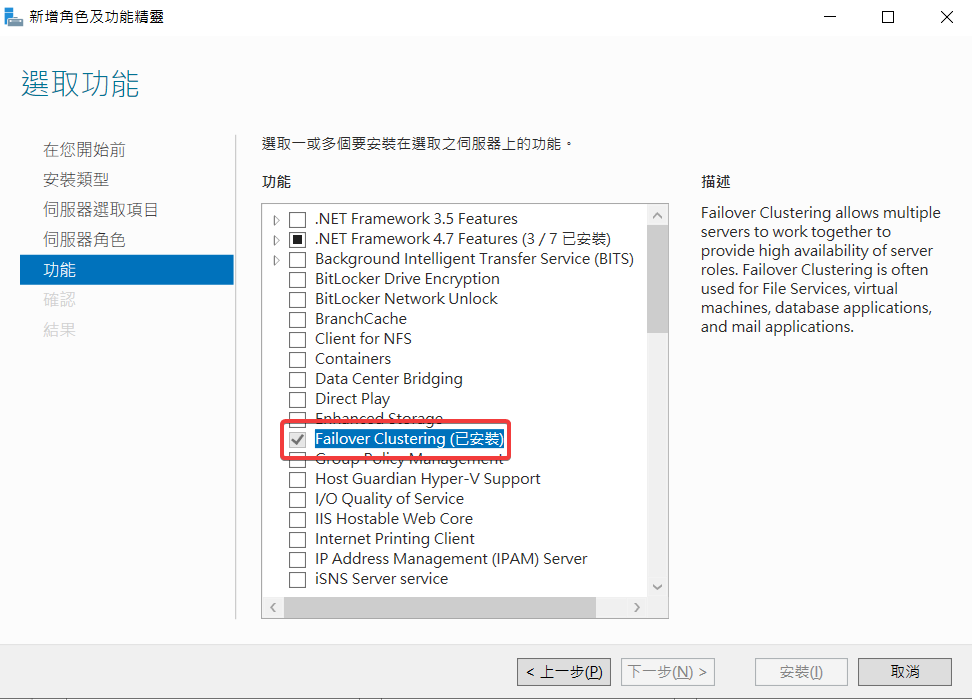 新增角色及功能精靈
選取功能
在您開始前
安裝類型
伺服器選取項目
伺服器角色
功能
確認
結果
選取一或多個要安裝在選取之伺服器上的功能。
功能
.NET Framework 3.5 Features
.NET Framework 4.7 Features (3 / 7 已安裝)
Background Intelligent Transfer Service (BITS)
BitLocker Drive Encryption
BitLocker Network Unlock
BranchCache
Client for NFS
Containers
Data Center Bridging
Direct Play
Enhanced Storage
Failover Clustering (已安裝)
Group Policy Management
Host Guardian Hyper-V Support
I/O Quality of Service
IIS Hostable Web Core
Internet Printing Client
IP Address Management (IPAM) Server
iSNS Server service
描述
Failover Clustering allows multiple
servers to work together to
provide high availability of server
roles. Failover Clustering is often
used for File Services, virtual
machines, database applications,
and mail applications.
< 上一步(P)
下一步(N) >
安裝(I)
取消